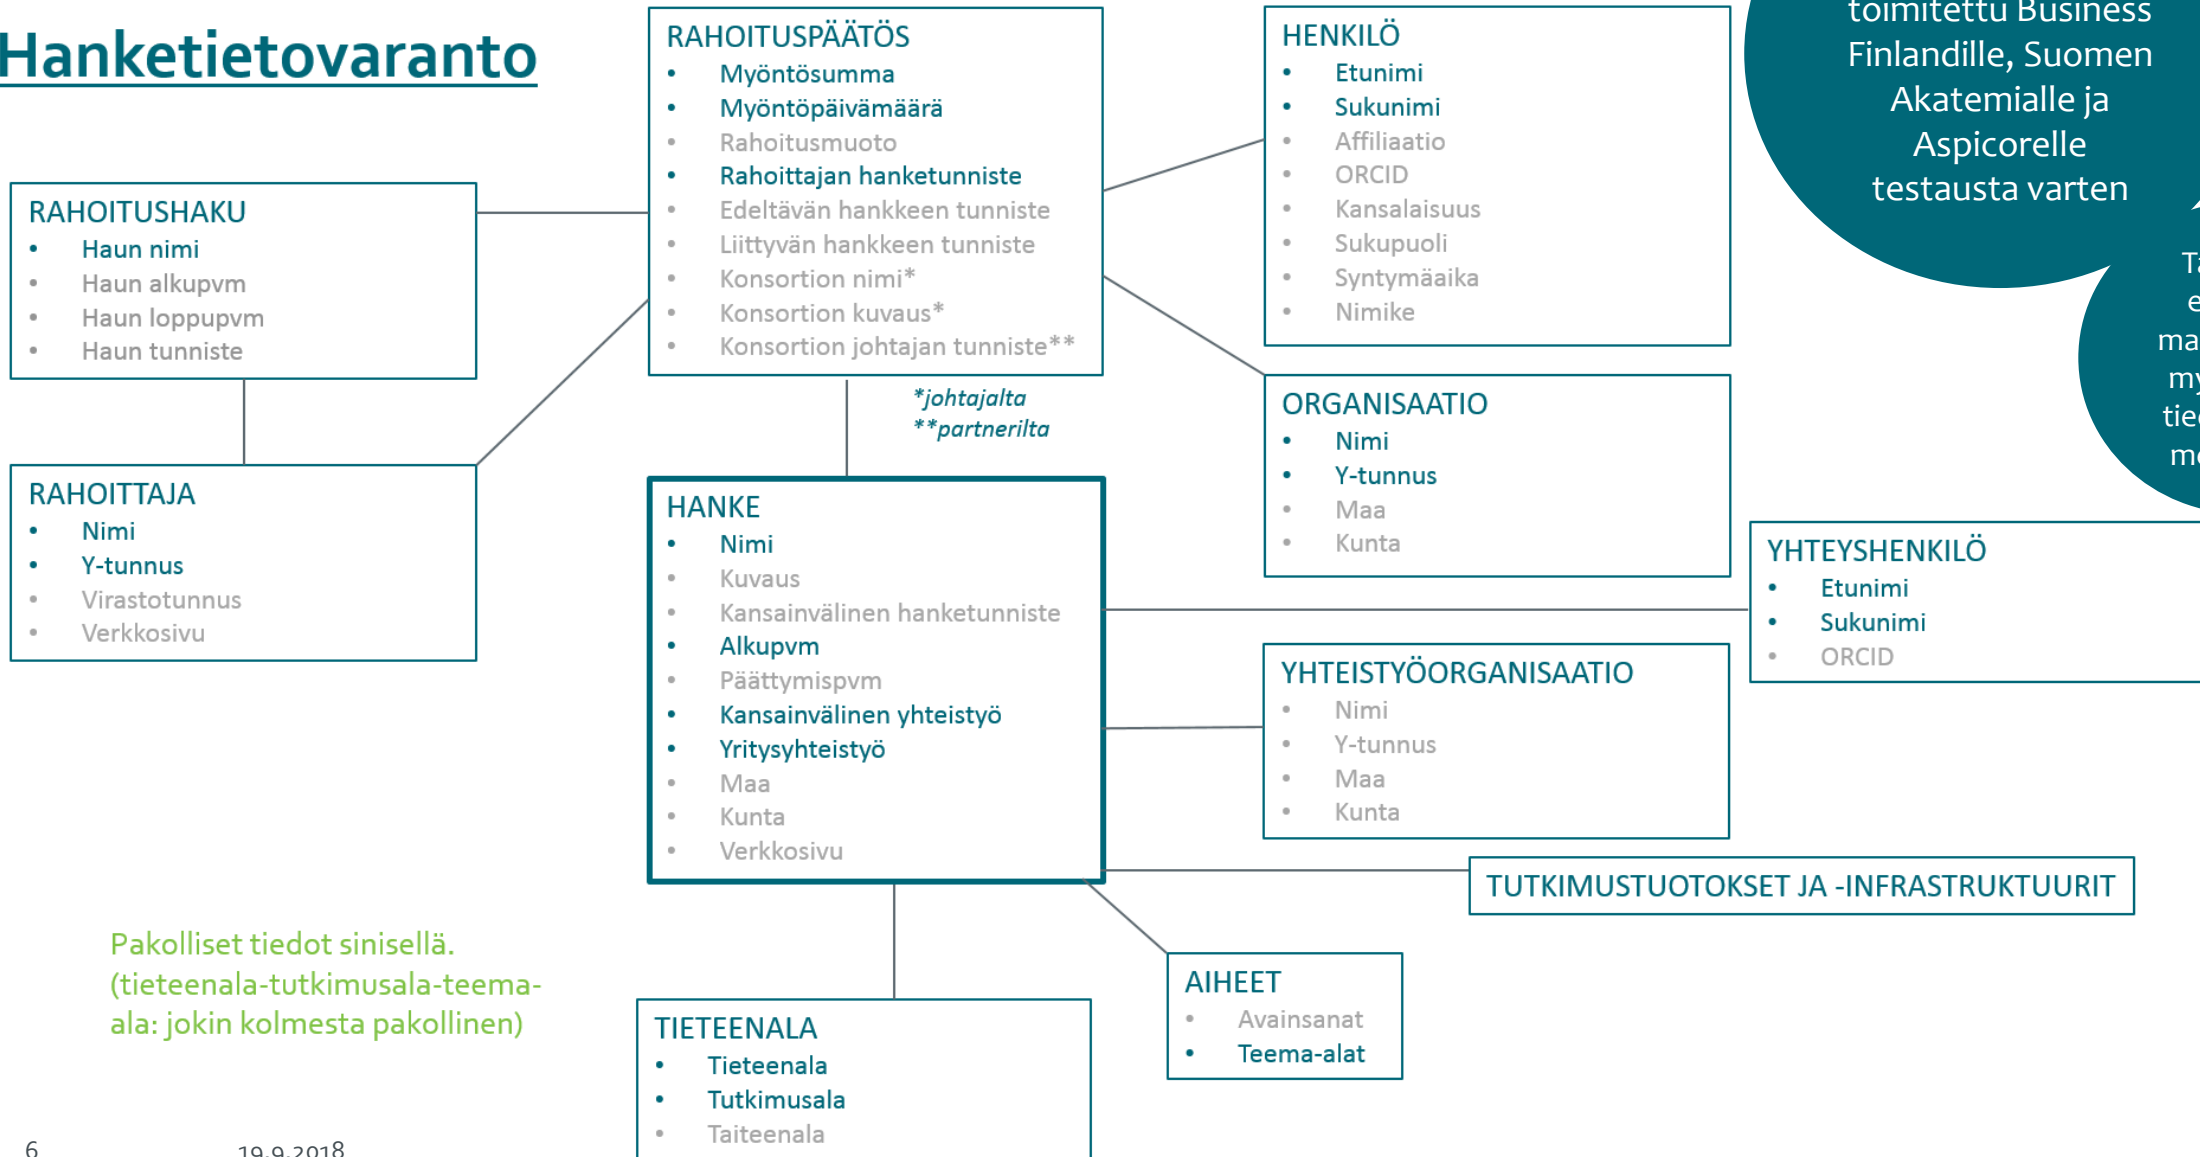 Hanketietovaranto
RAHOITUSHAKU
• Haun nimi
• Haun alkupvm
• Haun loppupvm
• Haun tunniste
RAHOITTAJA
• Nimi
• Y-tunnus
• Virastotunnus
• Verkkosivu
RAHOITUSPÄÄTÖS
• Myöntösumma
• Myöntöpäivämäärä
• Rahoitusmuoto
• Rahoittajan hanketunniste
• Edeltävän hankkeen tunniste
• Liittyvän hankkeen tunniste
• Konsortion nimi*
• Konsortion kuvaus*
• Konsortion johtajan tunniste**
*johtajalta
**partnerilta
HANKE
• Nimi
• Kuvaus
• Kansainvälinen hanketunniste
• Alkupvm
• Päättymispvm
• Kansainvälinen yhteistyö
• Yritysyhteistyö
• Maa
• Kunta
• Verkkosivu
HENKILÖ
• Etunimi
• Sukunimi
• Affiliaatio
• ORCID
• Kansalaisuus
• Sukupuoli
• Syntymäaika
• Nimike
ORGANISAATIO
• Nimi
• Y-tunnus
• Maa
• Kunta
toimitettu Business
Finlandille, Suomen
Akatemialle ja
Aspicorelle
testausta varten
YHTEYSHENKILÖ
• Etunimi
• Sukunimi
• ORCID
YHTEISTYÖORGANISAATIO
• Nimi
• Y-tunnus
• Maa
• Kunta
TUTKIMUSTUOTOKSET JA -INFRASTRUKTUURIT
AIHEET
• Avainsanat
• Teema-alat
TIETEENALA
• Tieteenala
• Tutkimusala
• Taiteenala
Pakolliset tiedot sinisellä.
(tieteenala-tutkimusala-teema-
ala: jokin kolmesta pakollinen)
6
19.9.2018